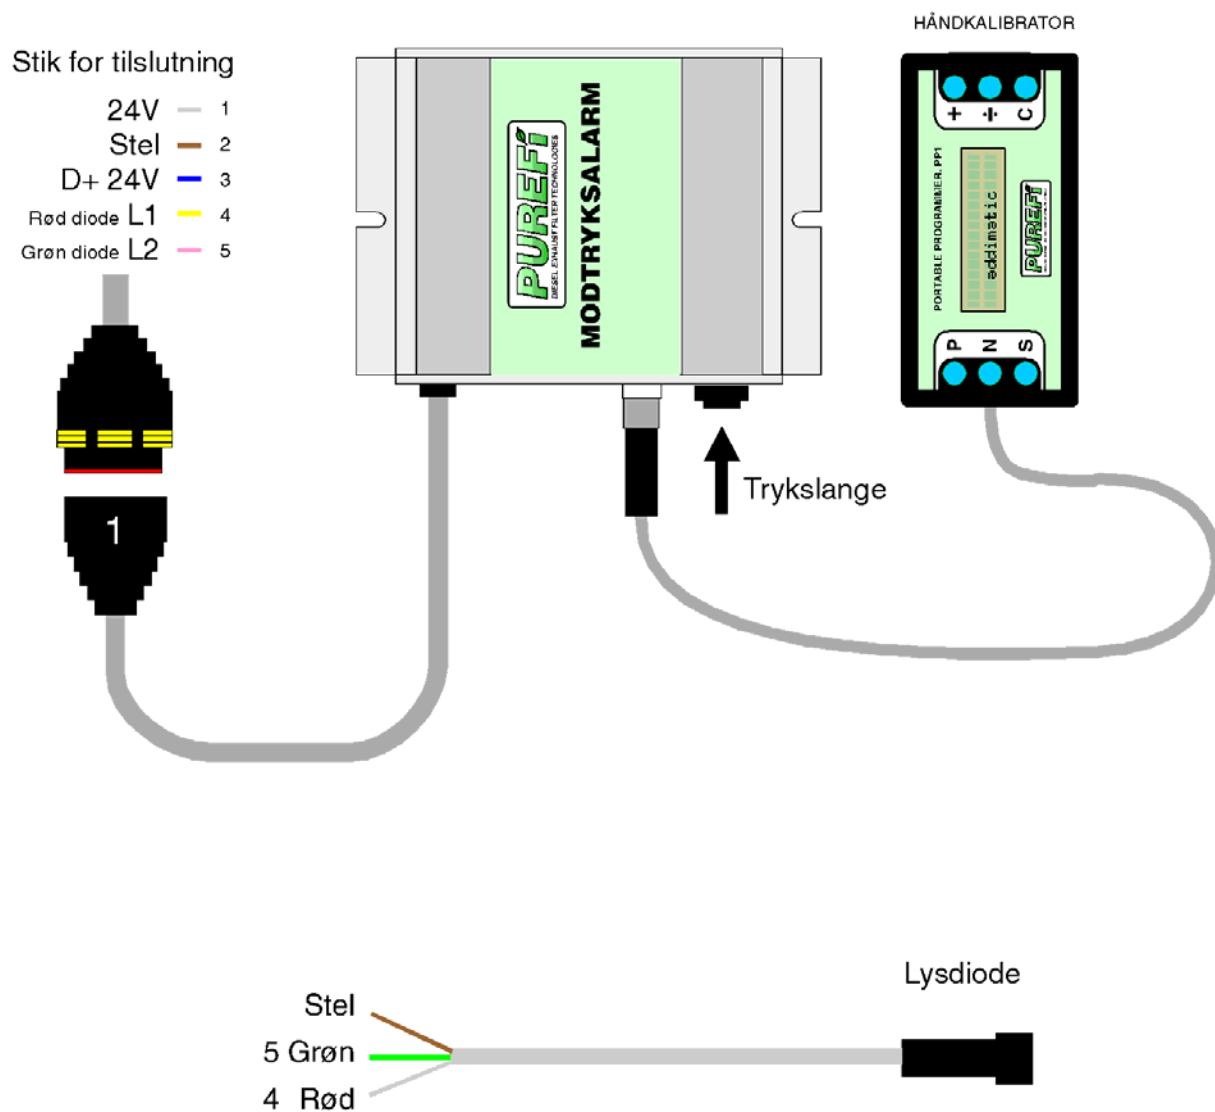 HÅNDKALIBRATOR
Stik for tilslutning
24V 1
Stel 2
D+ 24V 3
Rød diode L1 4
Grøn diode L2 5
1
PUREFi
DIESEL EXHAUST FILTER TECHNOLOGIES
MODTRYKSALARM
Trykslange
+ ÷ C
PORTABLE PROGRAMMER. PP1
eddimatic
PUREFi
P N S
Lysdiode
Stel
5 Grøn
4 Rød